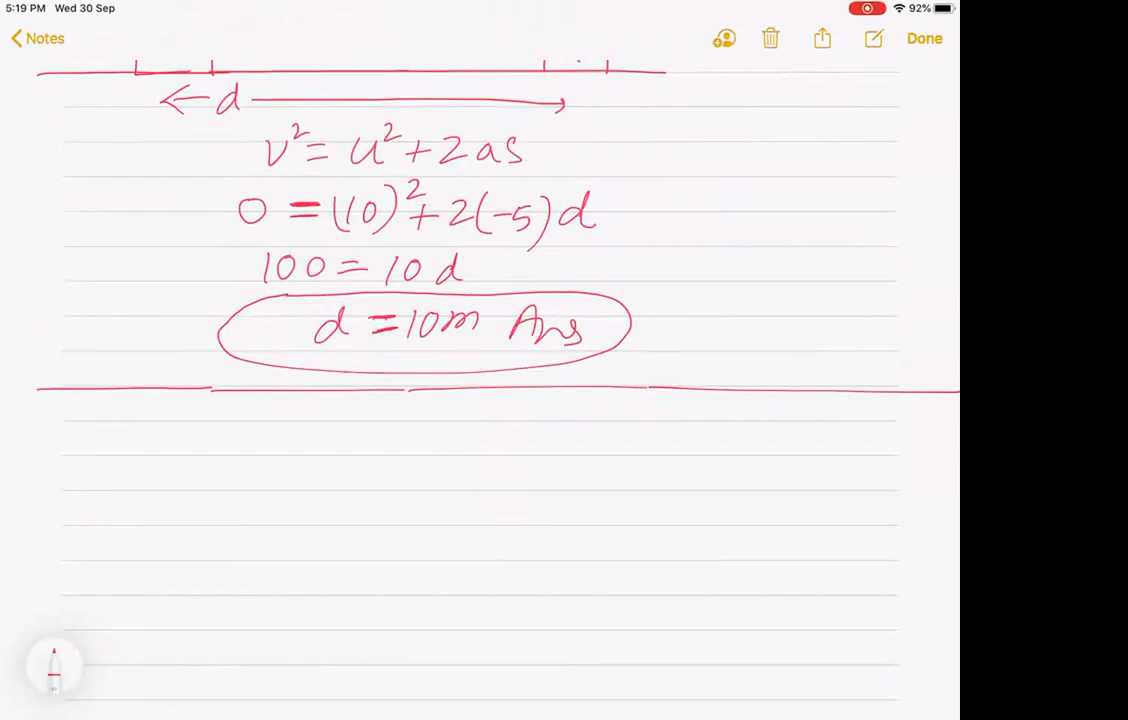 5:19 PM Wed 30 Sep 92%
Notes Done
d
v² = u² + 2as
0 = (10)² + 2(-5)d
100 = 10d
d = 10m Ans